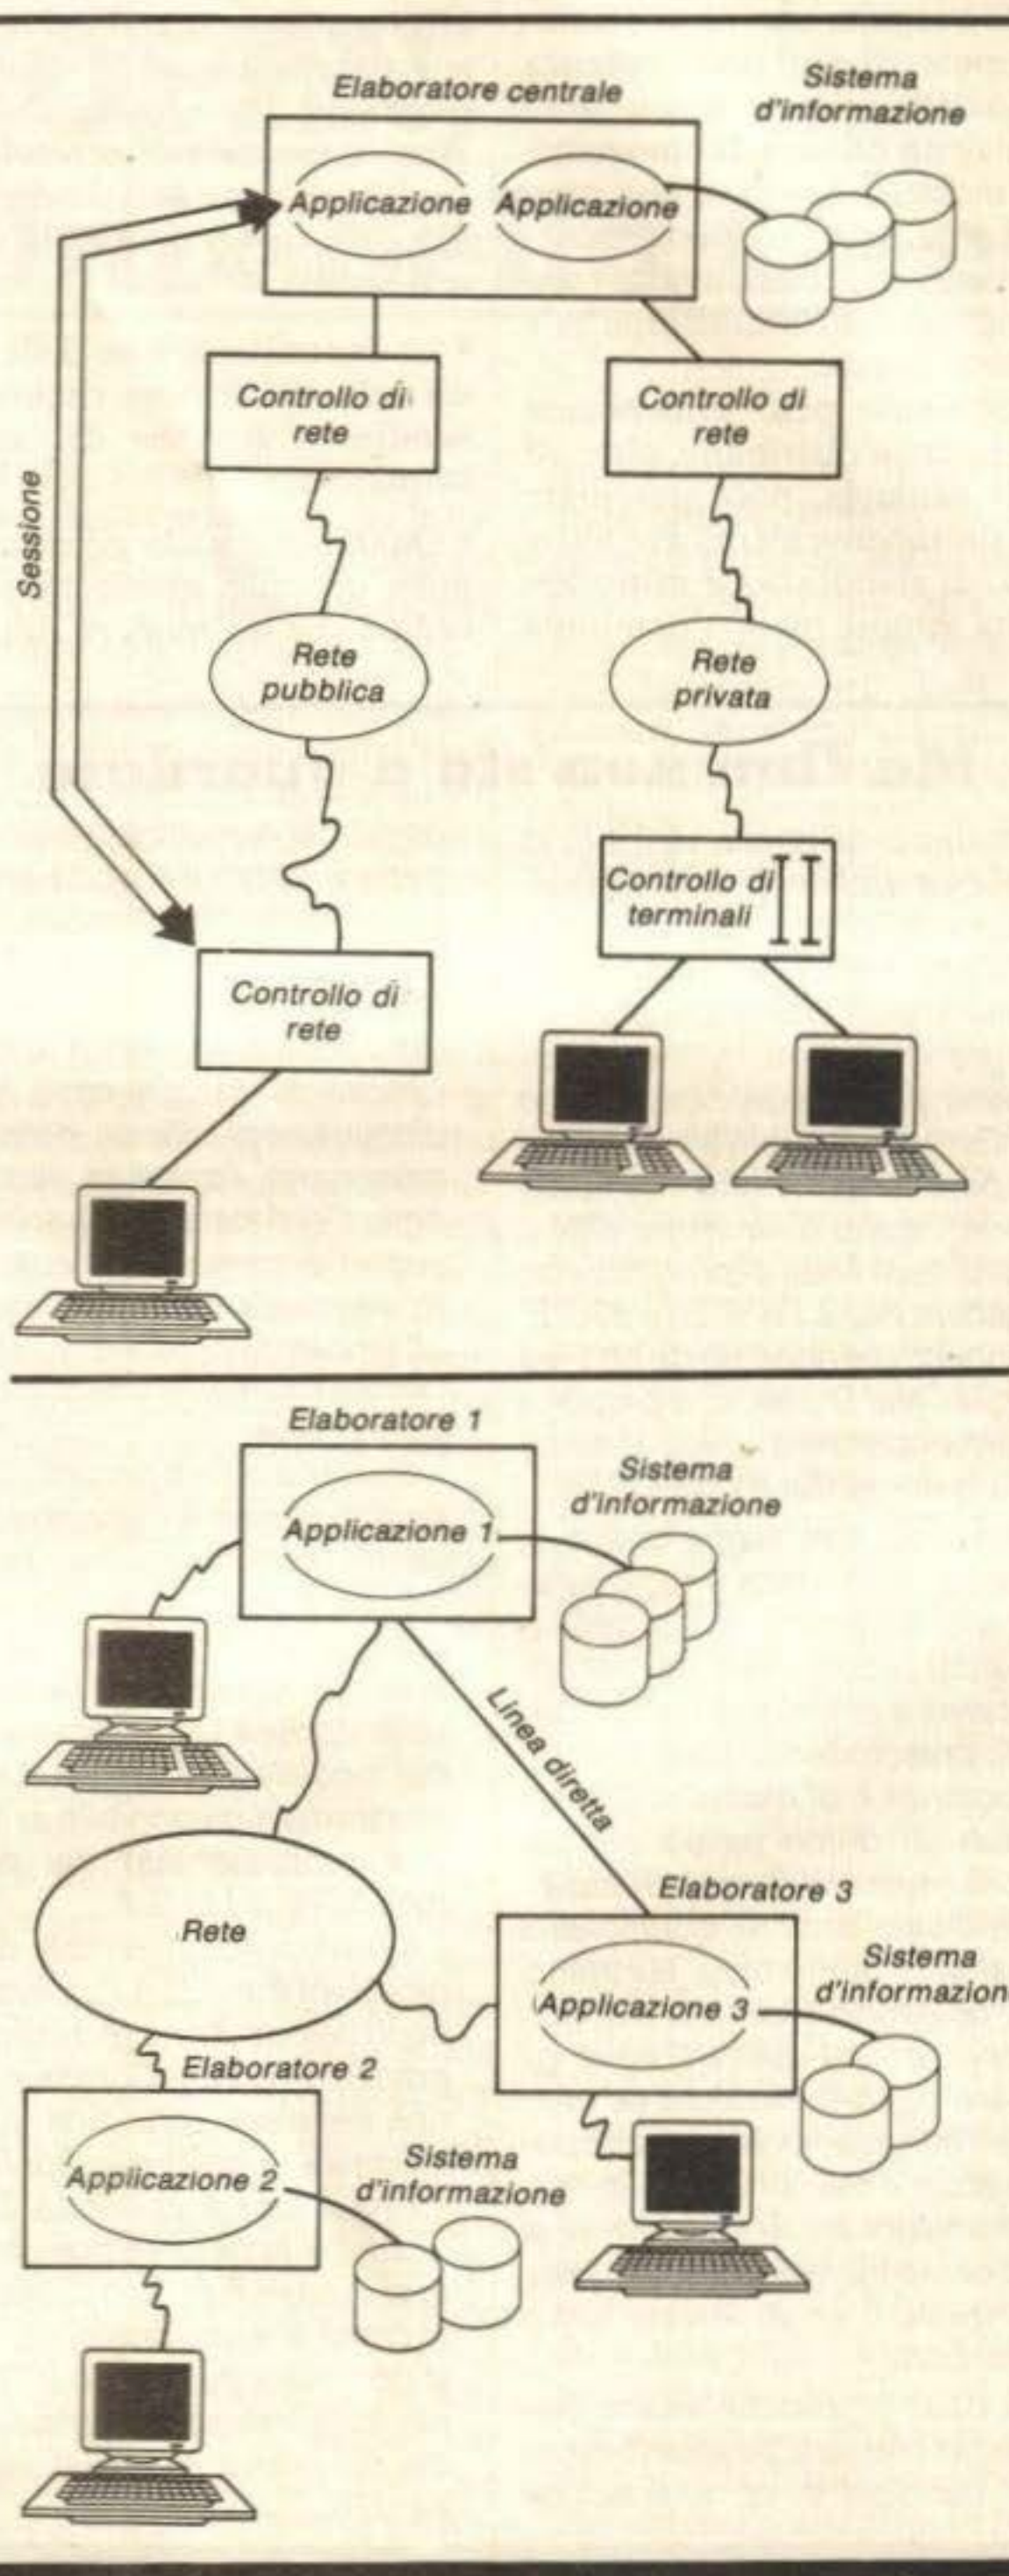 Elaboratore centrale
Sistema
d'informazione
Applicazione
Applicazione
Controllo di
rete
Controllo di
rete
Sessione
Rete
pubblica
Rete
privata
Controllo di
terminali
Controllo di
rete
Elaboratore 1
Sistema
d'informazione
Applicazione 1
Linea diretta
Elaboratore 3
Rete
Sistema
d'informazion
Applicazione 3
Elaboratore 2
Sistema
d'informazione
Applicazione 2